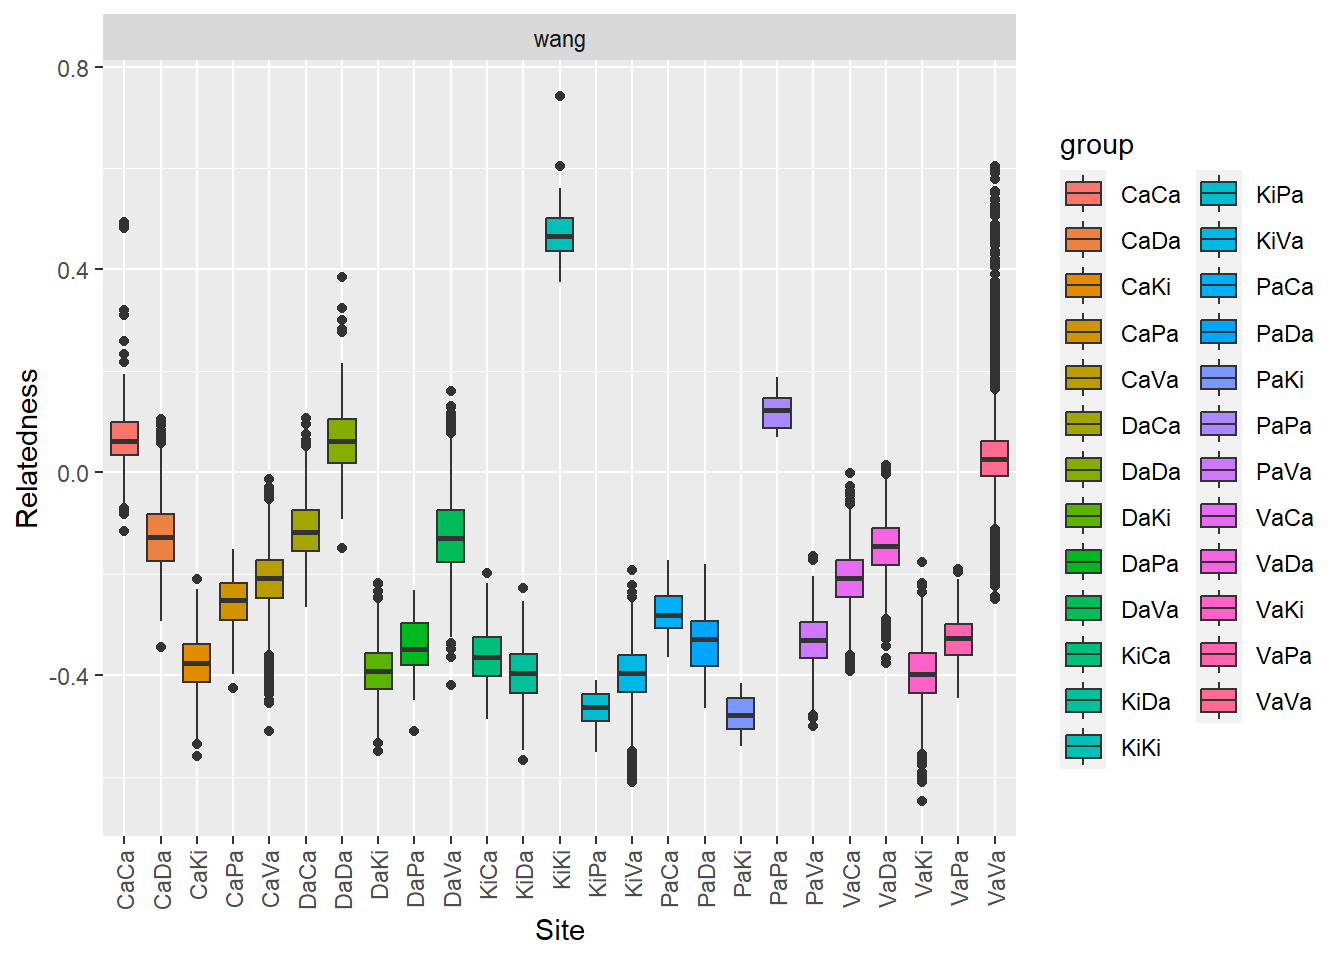 wang
0.8
0.4
0.0
-0.4
Relatedness
CaCa
CaDa
CaKi
CaPa
CaVa
DaCa
DaDa
DaKi
DaPa
DaVa
KiCa
KiDa
KiKi
KiPa
KiVa
PaCa
PaDa
PaKi
PaPa
PaVa
VaCa
VaDa
VaKi
VaPa
VaVa
Site
group
CaCa
CaDa
CaKi
CaPa
CaVa
DaCa
DaDa
DaKi
DaPa
DaVa
KiCa
KiDa
KiKi
KiPa
KiVa
PaCa
PaDa
PaKi
PaPa
PaVa
VaCa
VaDa
VaKi
VaPa
VaVa